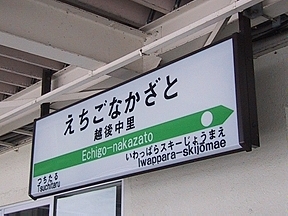 えちごなかざと
越後中里
Echigo-nakazato
つちたる
Tsuchitaru
いわっぱらスキーじょうまえ
Iwappara-skijomae